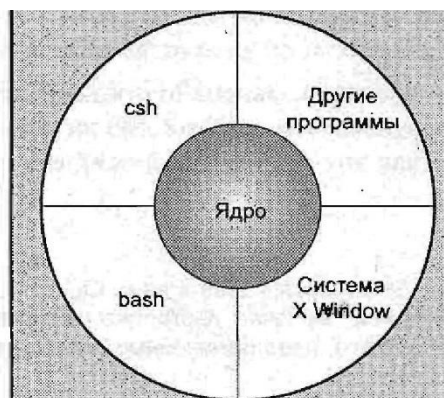 csh
Другие
программы
Ядро
bash
Система
X Window